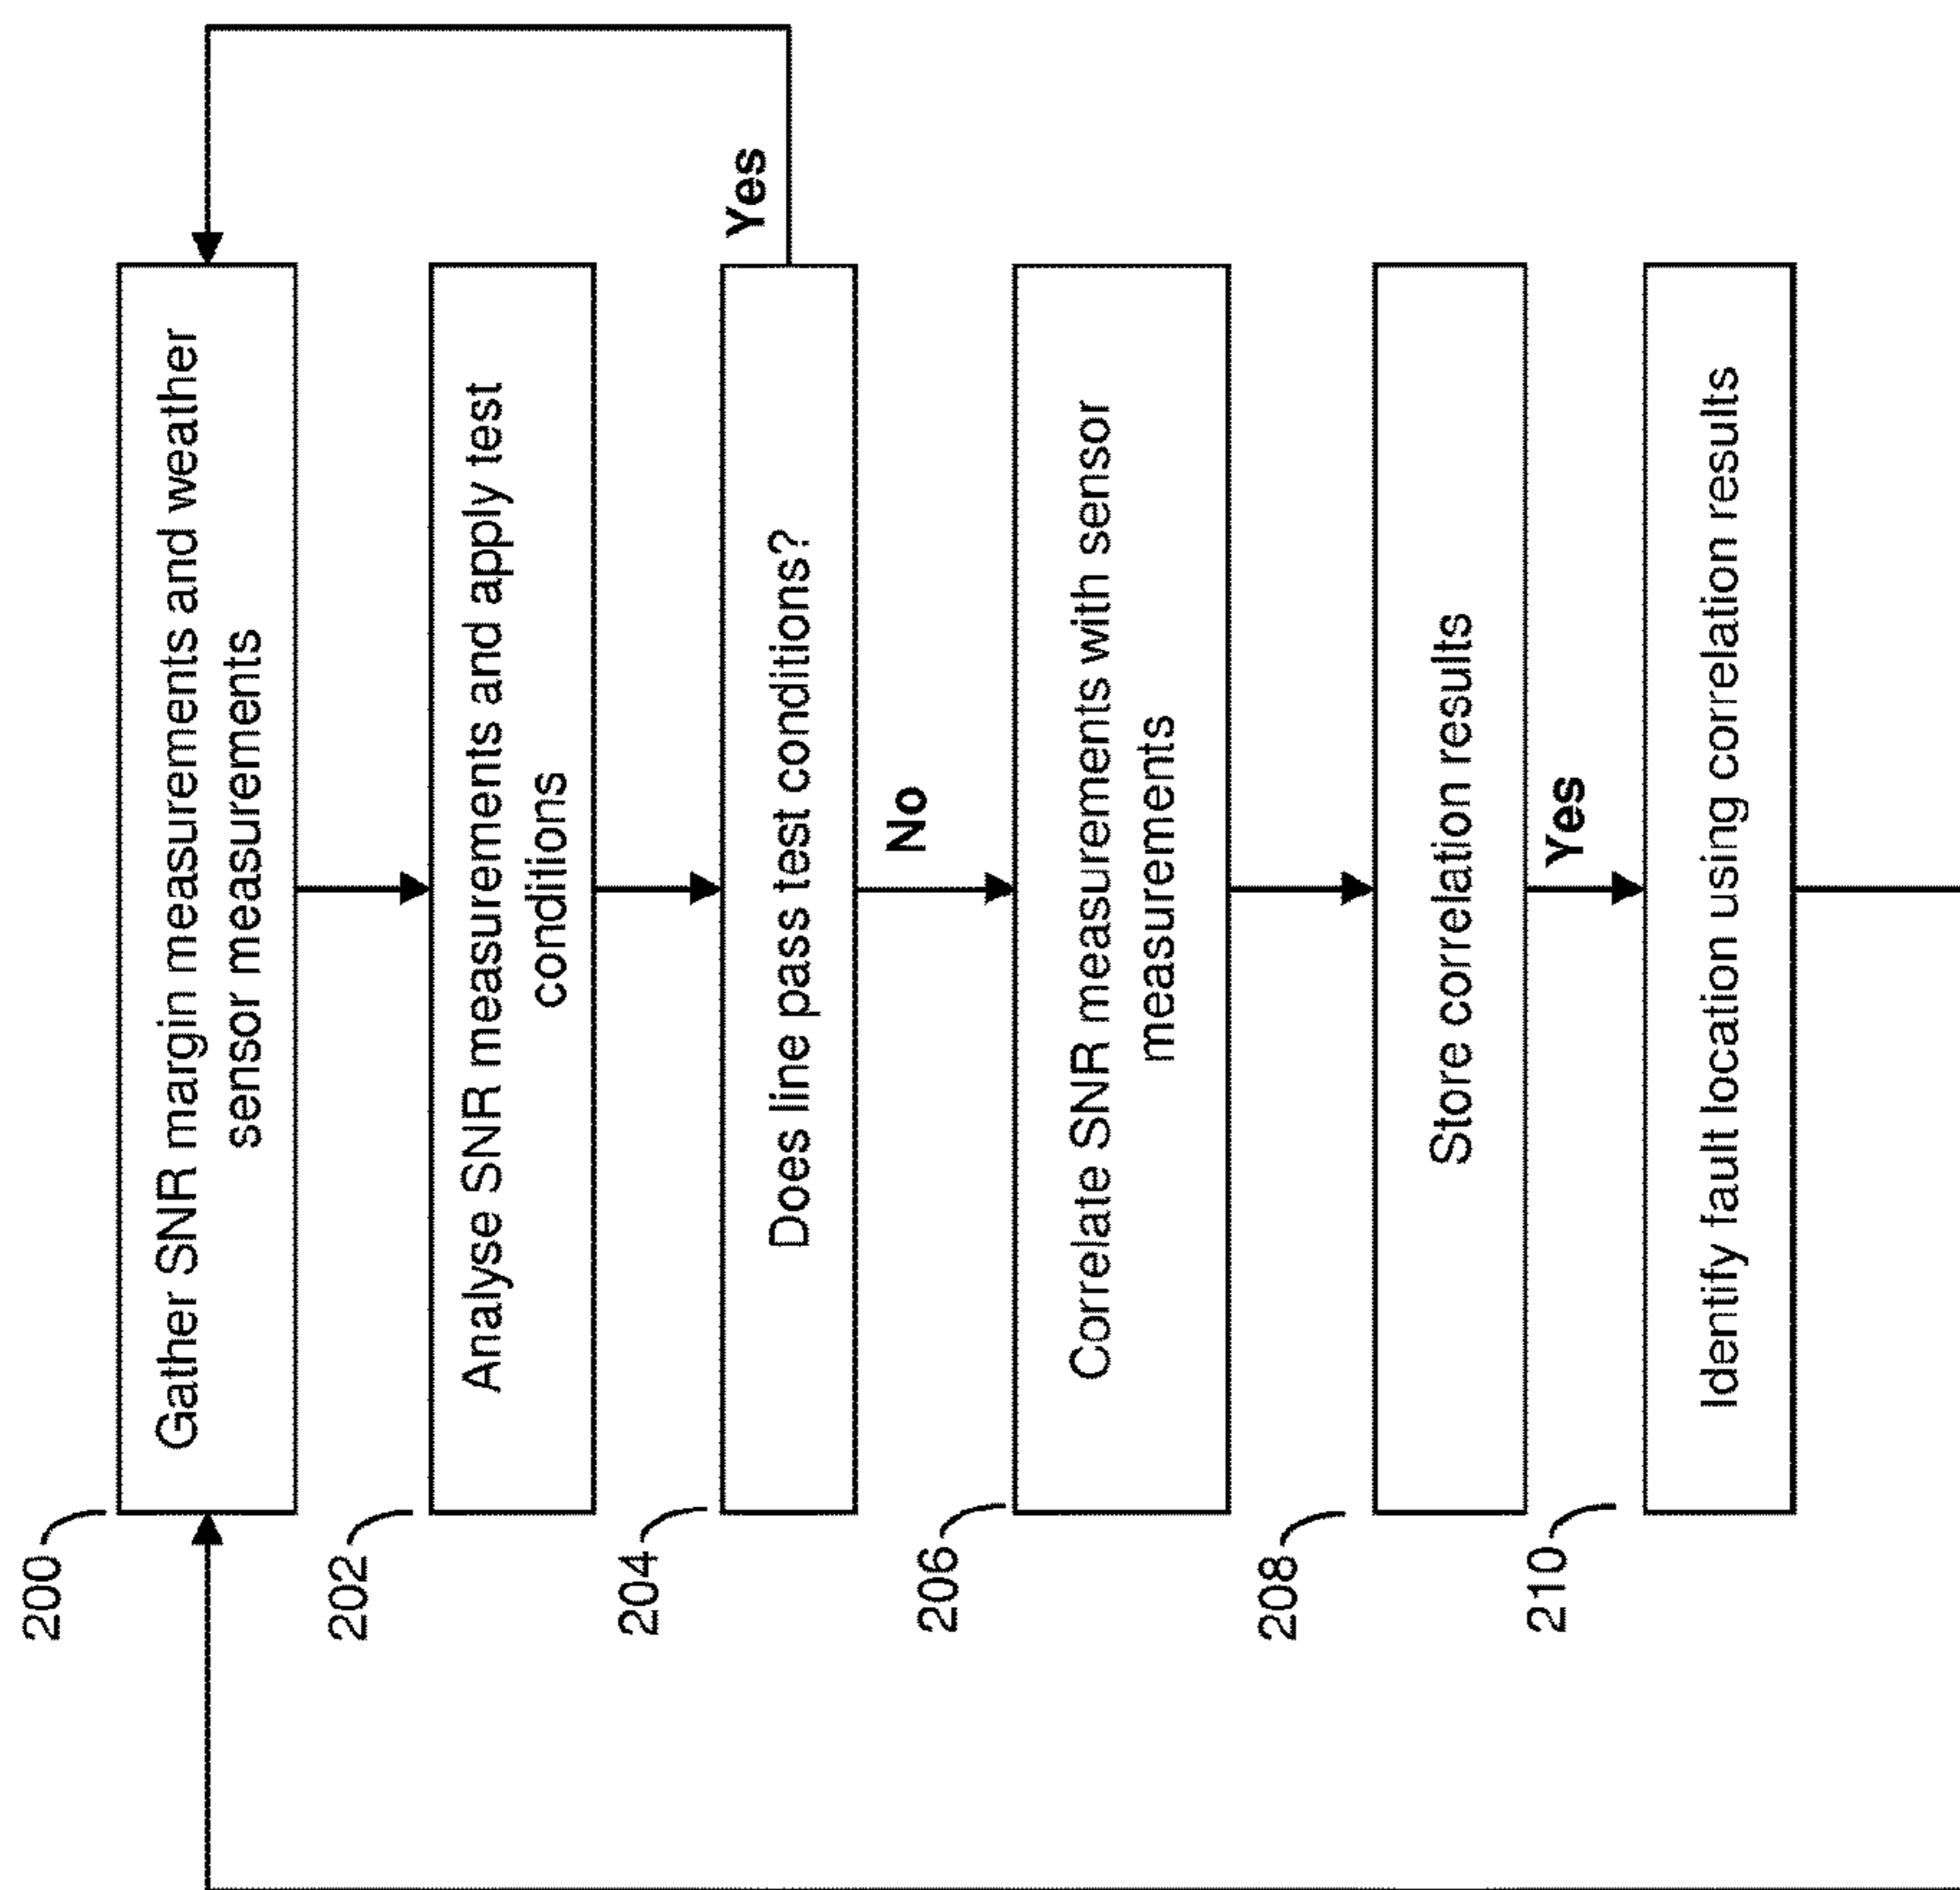 200
Gather SNR margin measurements and weather
sensor measurements
202
Analyse SNR measurements and apply test
conditions
204
Does line pass test conditions?
Yes
No
206
Correlate SNR measurements with sensor
measurements
208
Store correlation results
Yes
210
Identify fault location using correlation results